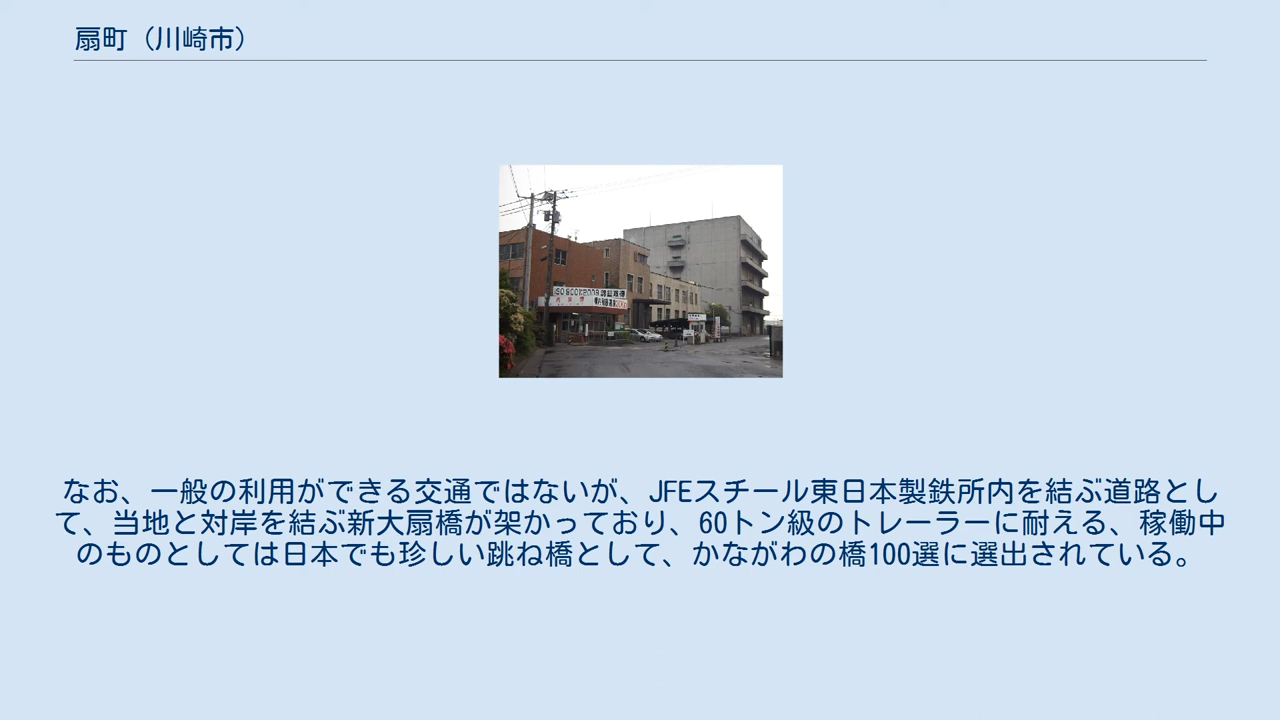 扇町（川崎市）
ISO 9001:2008
なお、一般の利用ができる交通ではないが、JFEスチール東日本製鉄所内を結ぶ道路とし
て、当地と対岸を結ぶ新大扇橋が架かっており、60トン級のトレーラーに耐える、稼働中
のものとしては日本でも珍しい跳ね橋として、かながわの橋100選に選出されている。